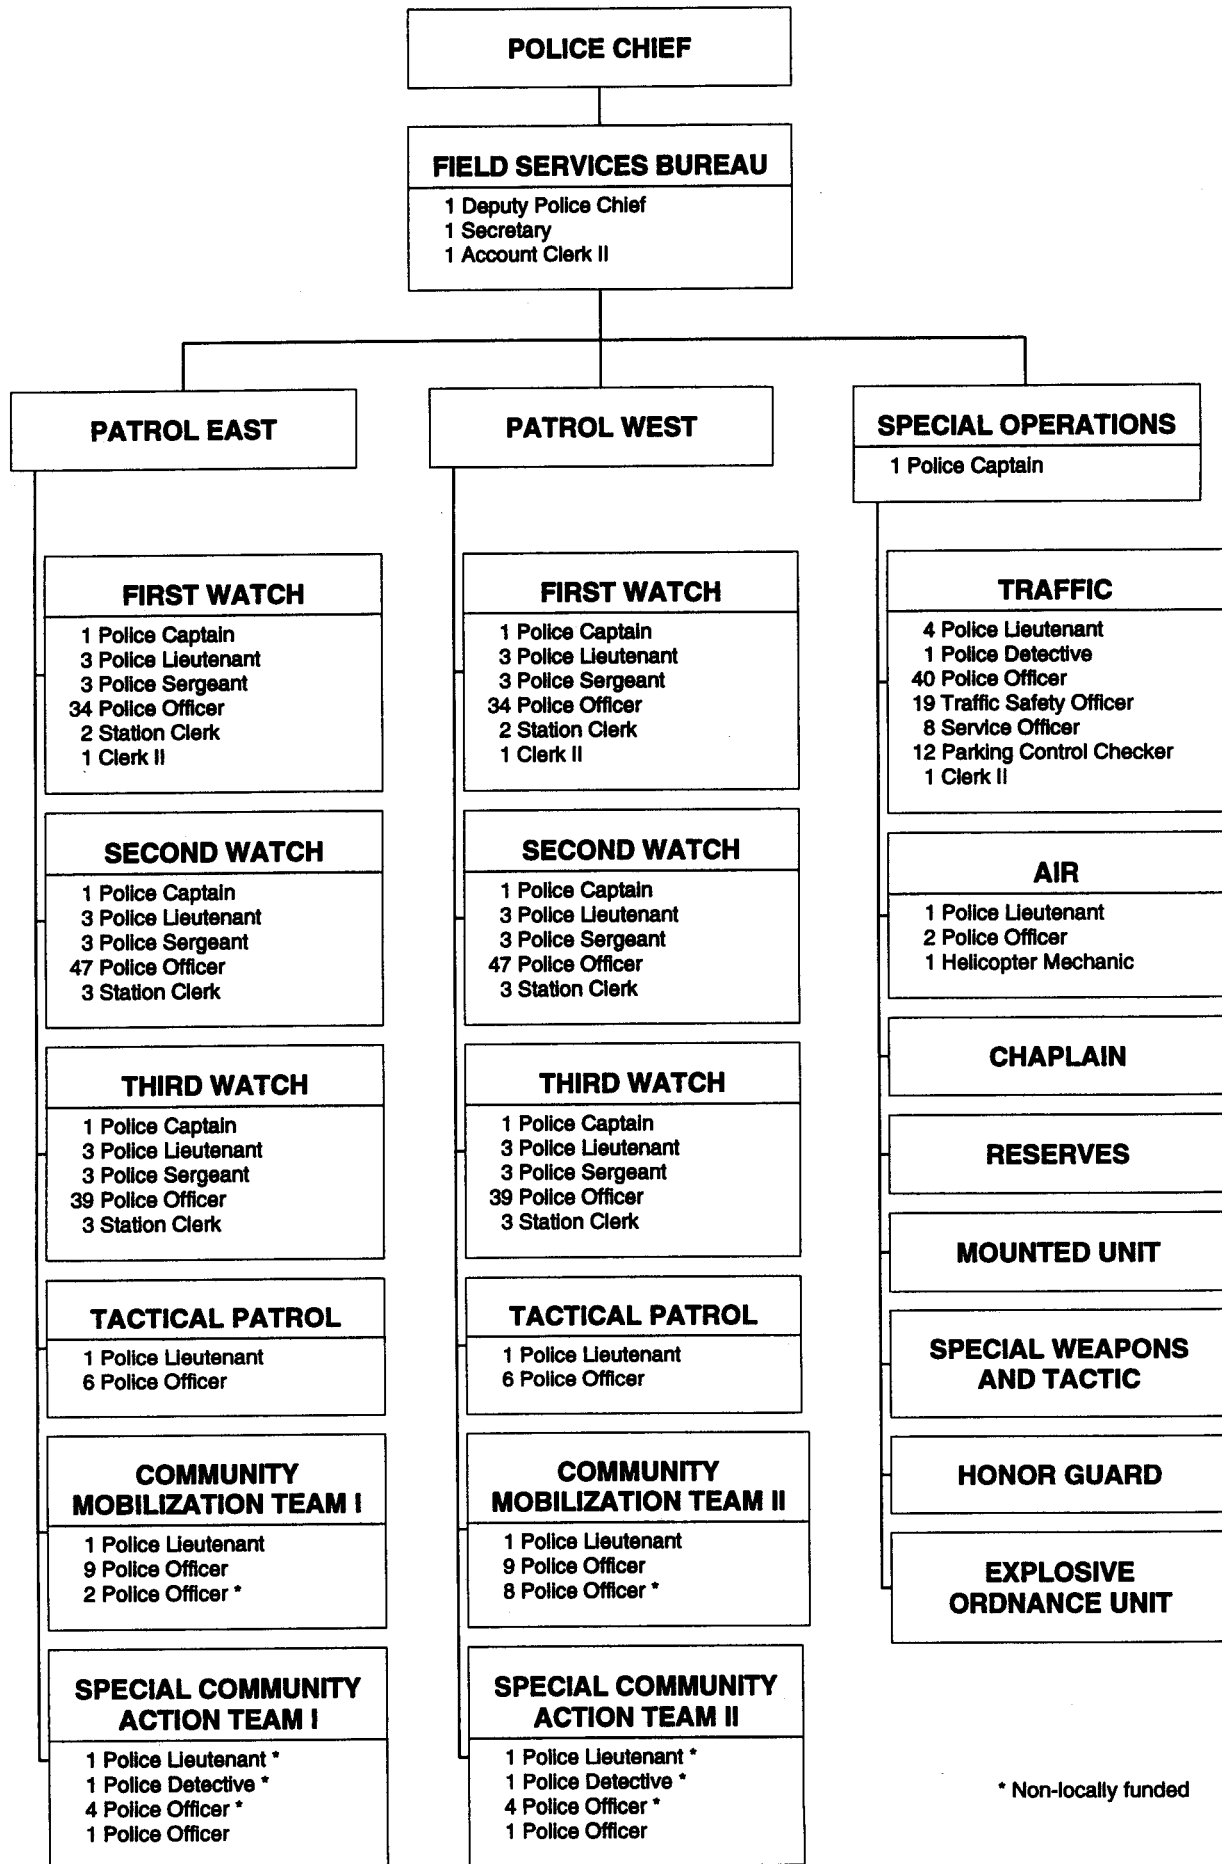 POLICE CHIEF
FIELD SERVICES BUREAU
1 Deputy Police Chief
1 Secretary
1 Account Clerk II
PATROL EAST
FIRST WATCH
1 Police Captain
3 Police Lieutenant
3 Police Sergeant
34 Police Officer
2 Station Clerk
1 Clerk II
SECOND WATCH
1 Police Captain
3 Police Lieutenant
3 Police Sergeant
47 Police Officer
3 Station Clerk
THIRD WATCH
1 Police Captain
3 Police Lieutenant
3 Police Sergeant
39 Police Officer
3 Station Clerk
TACTICAL PATROL
1 Police Lieutenant
6 Police Officer
COMMUNITY
MOBILIZATION TEAM I
1 Police Lieutenant
9 Police Officer
2 Police Officer *
SPECIAL COMMUNITY
ACTION TEAM I
1 Police Lieutenant *
1 Police Detective *
4 Police Officer *
1 Police Officer
PATROL WEST
FIRST WATCH
1 Police Captain
3 Police Lieutenant
3 Police Sergeant
34 Police Officer
2 Station Clerk
1 Clerk II
SECOND WATCH
1 Police Captain
3 Police Lieutenant
3 Police Sergeant
47 Police Officer
3 Station Clerk
THIRD WATCH
1 Police Captain
3 Police Lieutenant
3 Police Sergeant
39 Police Officer
3 Station Clerk
TACTICAL PATROL
1 Police Lieutenant
6 Police Officer
COMMUNITY
MOBILIZATION TEAM II
1 Police Lieutenant
9 Police Officer
8 Police Officer *
SPECIAL COMMUNITY
ACTION TEAM II
1 Police Lieutenant *
1 Police Detective *
4 Police Officer *
1 Police Officer
SPECIAL OPERATIONS
1 Police Captain
TRAFFIC
4 Police Lieutenant
1 Police Detective
40 Police Officer
19 Traffic Safety Officer
8 Service Officer
12 Parking Control Checker
1 Clerk II
AIR
1 Police Lieutenant
2 Police Officer
1 Helicopter Mechanic
CHAPLAIN
RESERVES
MOUNTED UNIT
SPECIAL WEAPONS
AND TACTIC
HONOR GUARD
EXPLOSIVE
ORDNANCE UNIT
* Non-locally funded